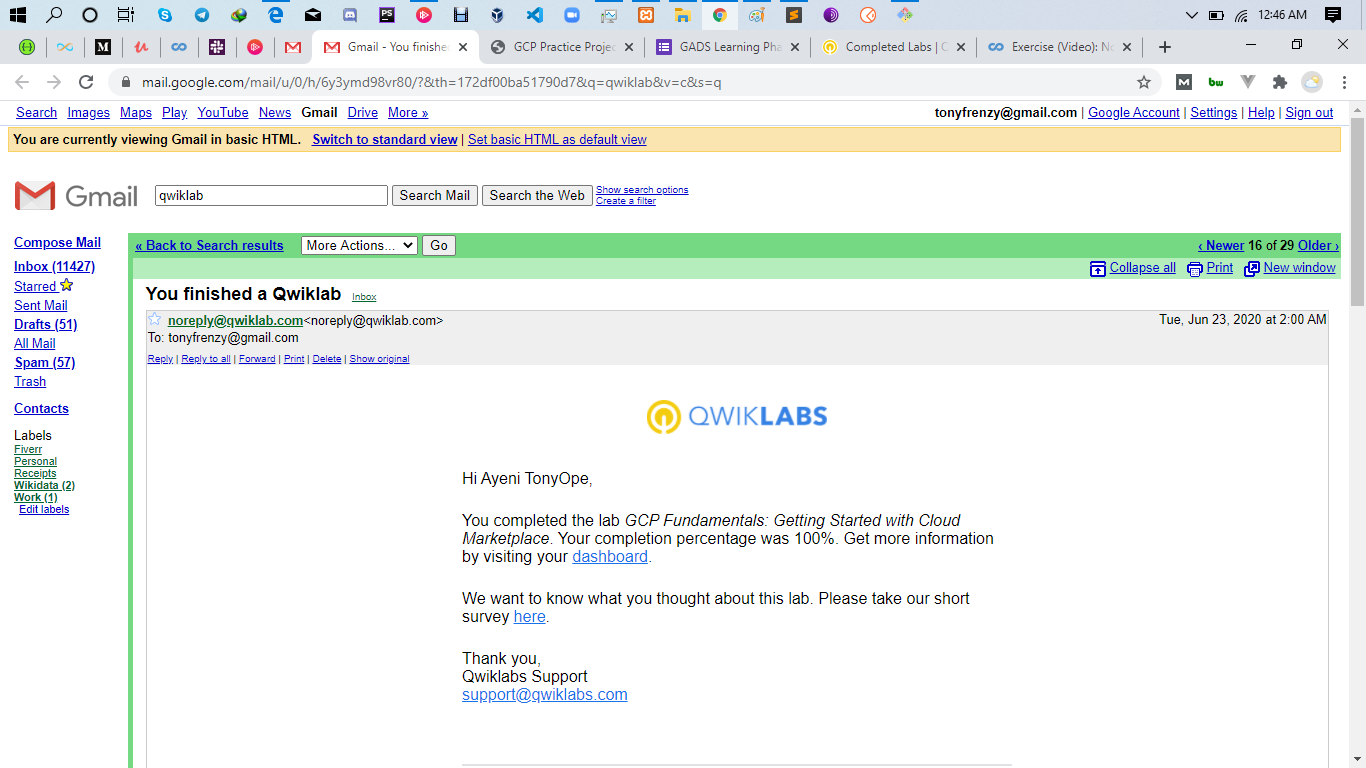 12:46 AM
Gmail - You finishe
GCP Practice Projec
GADS Learning Pha
Completed Labs | C
Exercise (Video): No
mail.google.com/mail/u/0/h/6y3ymd98vr80/?&th=172df00ba51790d7&q=qwiklab&v=c&s=q
Search Images Maps Play YouTube News Gmail Drive More »
tonyfrenzy@gmail.com | Google Account | Settings | Help | Sign out
You are currently viewing Gmail in basic HTML. Switch to standard view | Set basic HTML as default view
Gmail
qwiklab
Search Mail
Search the Web
Show search options
Create a filter
Compose Mail
Inbox (11427)
Starred
Sent Mail
Drafts (51)
All Mail
Spam (57)
Trash
Contacts
Labels
Fiverr
Personal
Receipts
Wikidata (2)
Work (1)
Edit labels
« Back to Search results
More Actions...
Go
‹ Newer 16 of 29 Older ›
Collapse all Print New window
You finished a Qwiklab Inbox
noreply@qwiklab.com<noreply@qwiklab.com>
Tue, Jun 23, 2020 at 2:00 AM
To: tonyfrenzy@gmail.com
Reply | Reply to all | Forward | Print | Delete | Show original
QWIKLABS
Hi Ayeni TonyOpe,
You completed the lab GCP Fundamentals: Getting Started with Cloud
Marketplace. Your completion percentage was 100%. Get more information
by visiting your dashboard.
We want to know what you thought about this lab. Please take our short
survey here.
Thank you,
Qwiklabs Support
support@qwiklabs.com